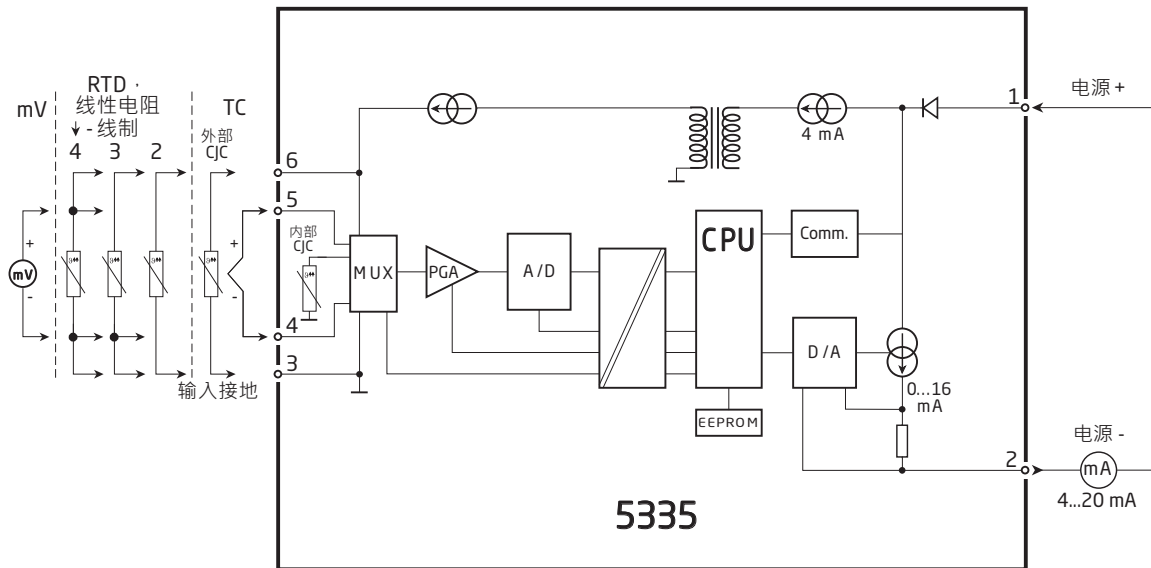 mV
RTD ·
线性电阻
- 线制
4 3 2
TC
外部
CJC
+
-
mV
+
-
输入接地
6
5
4
3
内部
CJC
MUX
PGA
A/D
4 mA
CPU
Comm.
D/A
EEPROM
0...16
mA
1
2
电源 +
电源 -
mA
4...20 mA
5335